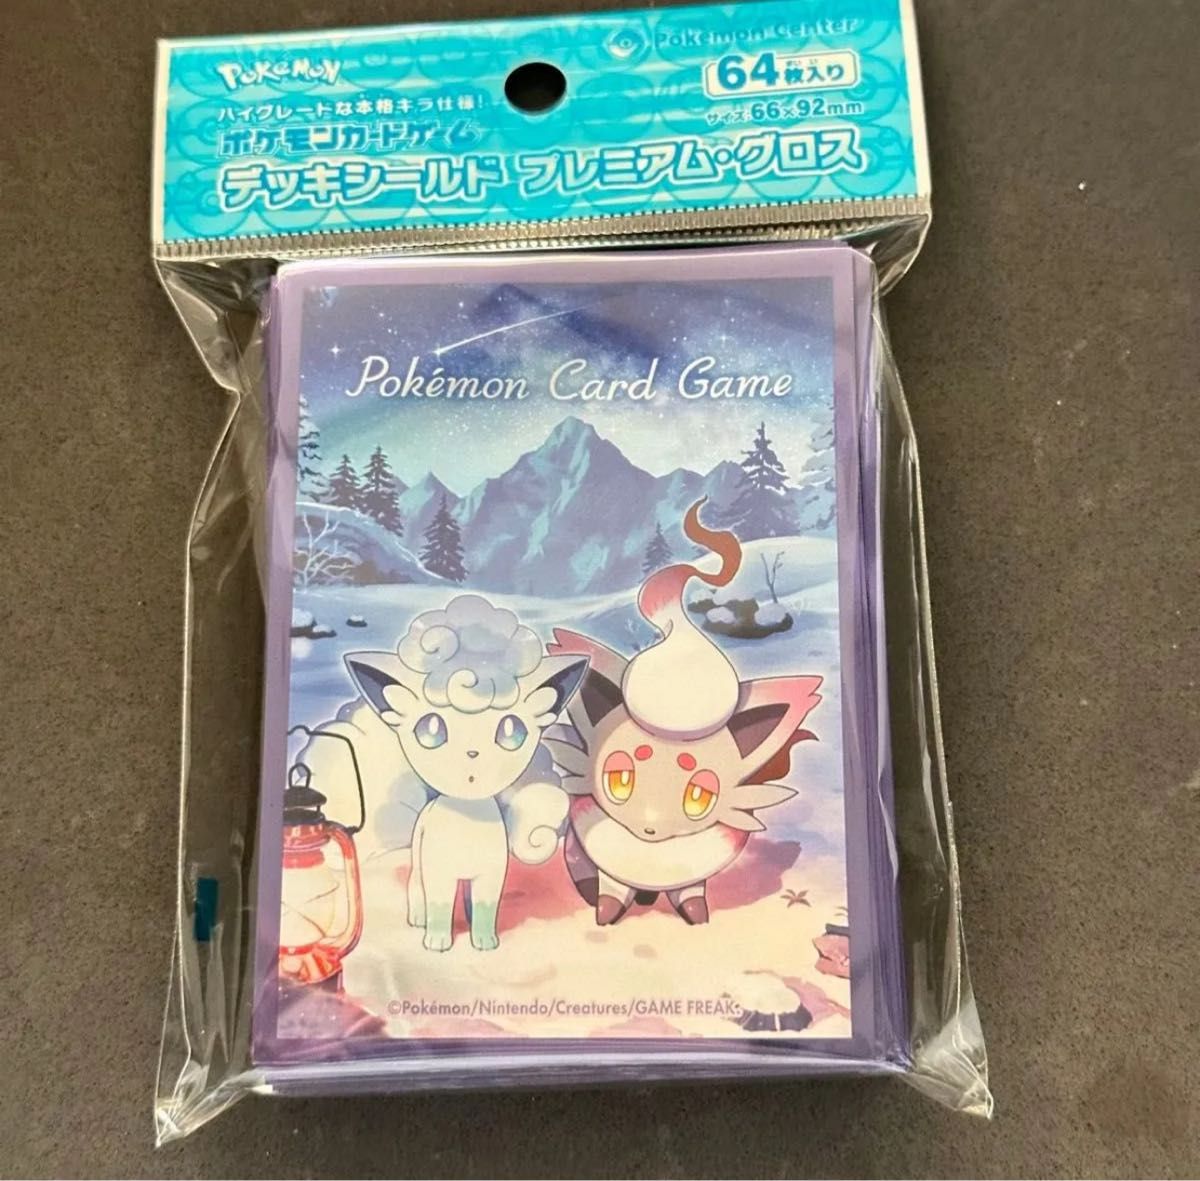 Pokémon Center
POKÉMON
64枚入り
まい い
ハイグレードな本格キラ仕様!
サイズ:66×92mm
ポケモンカードゲーム
デッキシールド プレミアム・グロス
Pokémon Card Game
©Pokémon/Nintendo/Creatures/GAME FREAK.